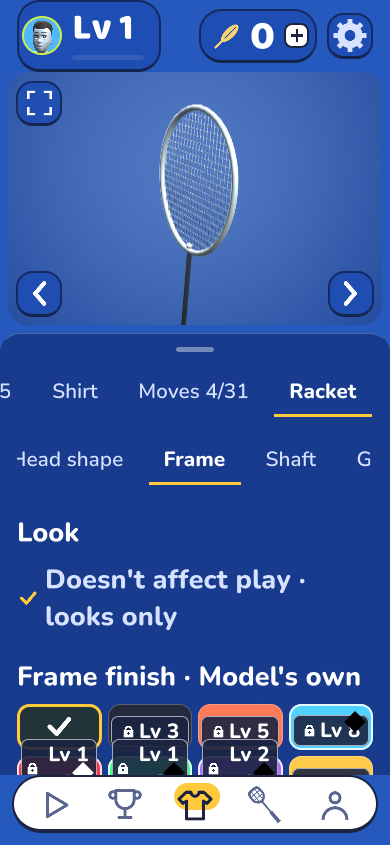 Lv 1
0
5 Shirt Moves 4/31 Racket
Head shape Frame Shaft G
Look
Doesn't affect play ·
looks only
Frame finish · Model's own
Lv 3 Lv 5
Lv 1 Lv 1 Lv 2